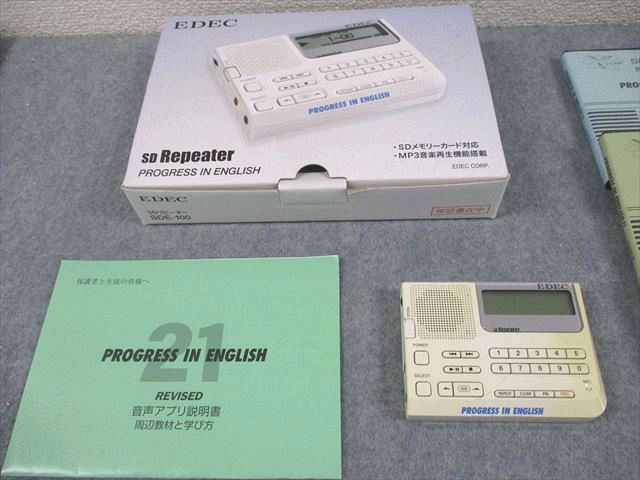 EDEC
1-00
POWER
SELECT
PROGRESS IN ENGLISH
SD Repeater
PROGRESS IN ENGLISH
・SDメモリーカード対応
・MP3音楽再生機能搭載
EDEC CORP.
EDEC
SDリピーター
SDE-100
保証書在中
保護者と生徒の皆様へ
21
PROGRESS IN ENGLISH
REVISED
音声アプリ説明書
周辺教材と学び方
EDEC
SD Repeater
POWER
1 2 3 4 5
SELECT
6 7 8 9 0
GO
MIC
REPEAT CLEAR PB REC
PROGRESS IN ENGLISH